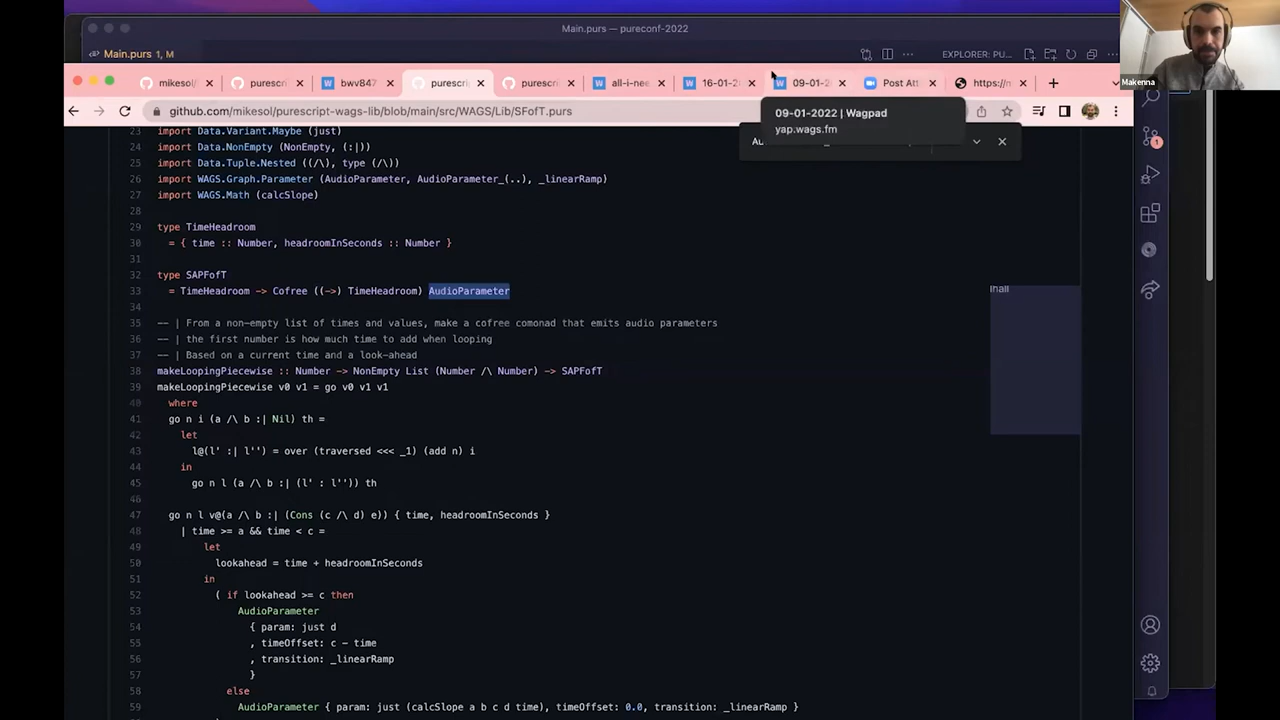 Main.purs — pureconf-2022
Main.purs 1, M
EXPLORER: PU...
mikesol/
purescri
bwv847
purescri
purescri
all-i-nee
16-01-2
09-01-2
Post Att
https://m
github.com/mikesol/purescript-wags-lib/blob/main/src/WAGS/Lib/SFofT.purs
Makenna
09-01-2022 | Wagpad
yap.wags.fm
23 import Data.Variant.Maybe (just)
24 import Data.NonEmpty (NonEmpty, (:|))
25 import Data.Tuple.Nested ((/\), type (/\))
26 import WAGS.Graph.Parameter (AudioParameter, AudioParameter_(..), _linearRamp)
27 import WAGS.Math (calcSlope)
28
29 type TimeHeadroom
30 = { time :: Number, headroomInSeconds :: Number }
31
32 type SAPFofT
33 = TimeHeadroom -> Cofree ((->) TimeHeadroom) AudioParameter
34
35 -- | From a non-empty list of times and values, make a cofree comonad that emits audio parameters
36 -- | the first number is how much time to add when looping
37 -- | Based on a current time and a look-ahead
38 makeLoopingPiecewise :: Number -> NonEmpty List (Number /\ Number) -> SAPFofT
39 makeLoopingPiecewise v0 v1 = go v0 v1 v1
40 where
41 go n i (a /\ b :| Nil) th =
42 let
43 l@(l' :| l'') = over (traversed <<< _1) (add n) i
44 in
45 go n l (a /\ b :| (l' : l'')) th
46
47 go n l v@(a /\ b :| (Cons (c /\ d) e)) { time, headroomInSeconds }
48 | time >= a && time < c =
49 let
50 lookahead = time + headroomInSeconds
51 in
52 ( if lookahead >= c then
53 AudioParameter
54 { param: just d
55 , timeOffset: c - time
56 , transition: _linearRamp
57 }
58 else
59 AudioParameter { param: just (calcSlope a b c d time), timeOffset: 0.0, transition: _linearRamp }